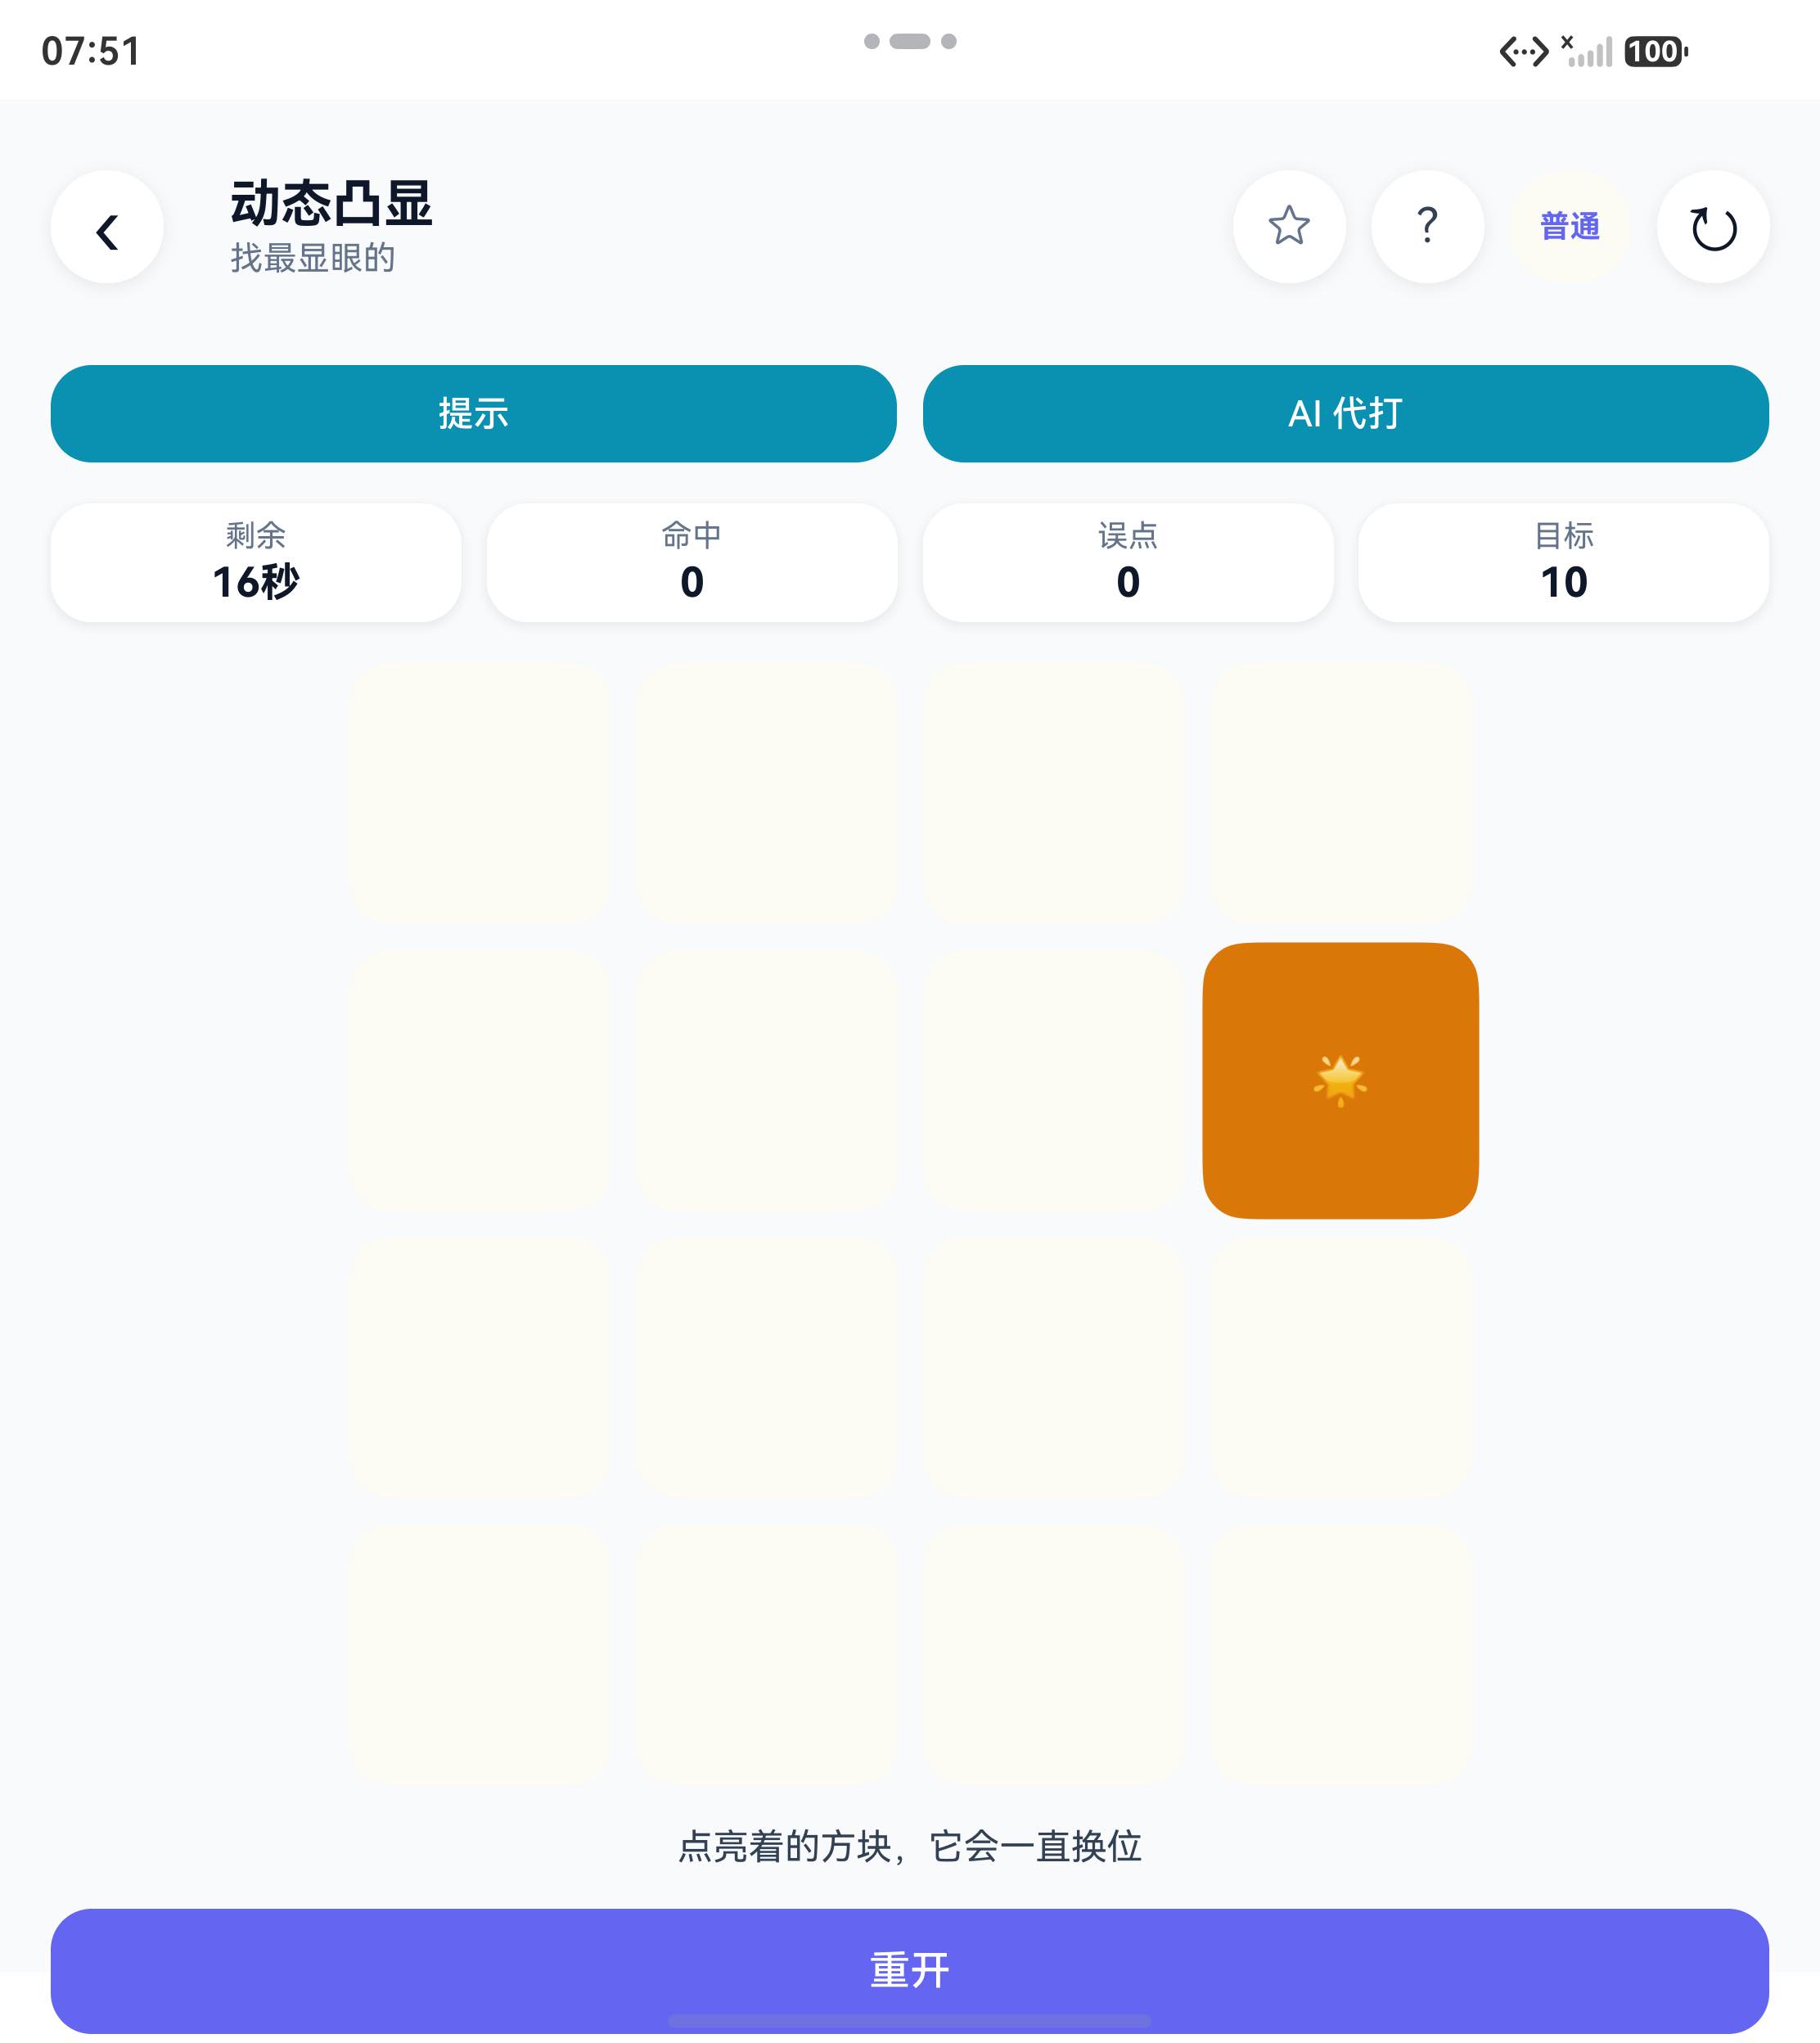 07:51
100
动态凸显
找最显眼的
?
普通
提示
AI 代打
剩余
16秒
命中
0
误点
0
目标
10
点亮着的方块，它会一直换位
重开